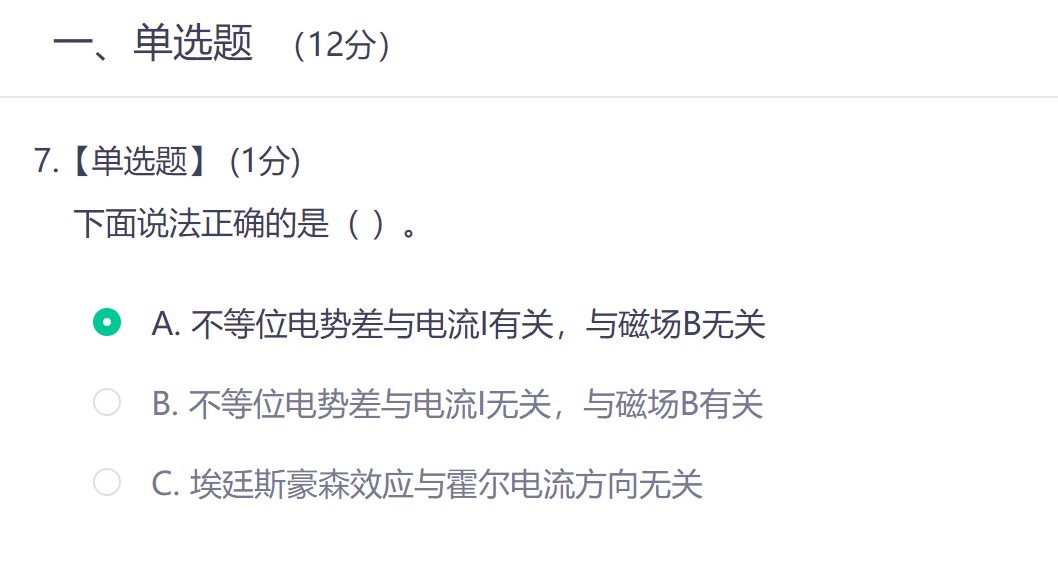 一、单选题 (12分)
7.【单选题】 (1分)
下面说法正确的是（ ）。
A. 不等位电势差与电流I有关，与磁场B无关
B. 不等位电势差与电流I无关，与磁场B有关
C. 埃廷斯豪森效应与霍尔电流方向无关